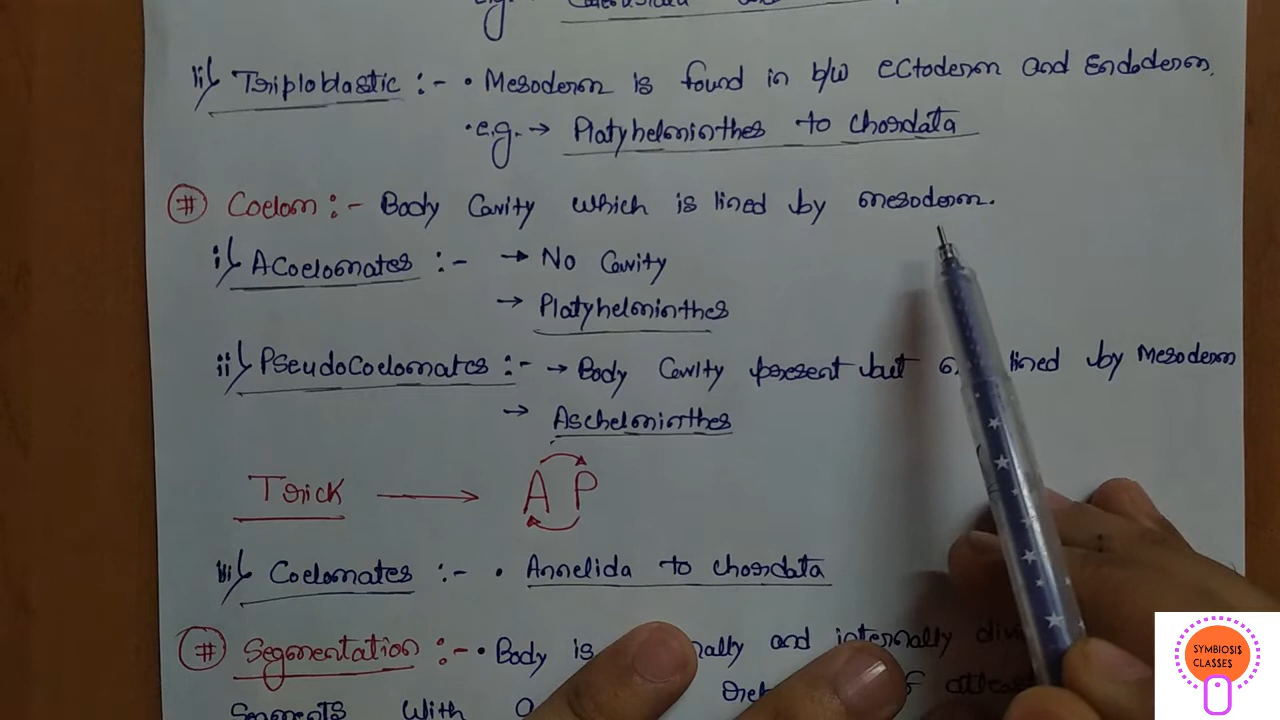 e.g.
ii) Triploblastic :- • Mesoderm is found in b/w Ectoderm and Endoderm.
• e.g. → Platyhelminthes to Chordata
# Coelom :- Body Cavity which is lined by mesoderm.
i) Acoelomates :- → No Cavity
→ Platyhelminthes
ii) Pseudocoelomates :- → Body Cavity present but lined by Mesoderm
→ Aschelminthes
Trick → A P
iii) Coelomates :- • Annelida to Chordata
# Segmentation :- • Body is and internally
Segments with
SYMBIOSIS
CLASSES